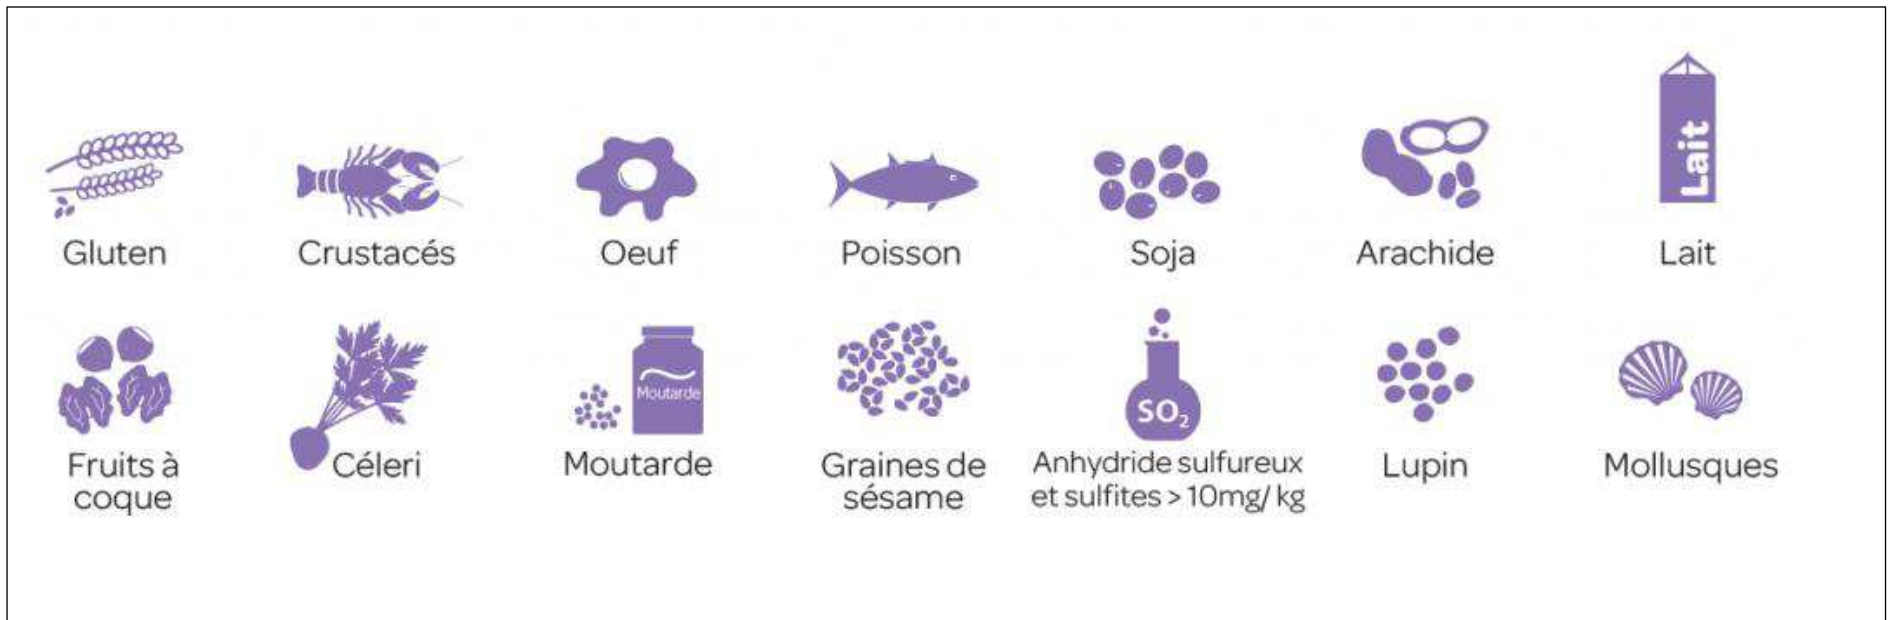 Lait
Gluten
Crustacés
Oeuf
Poisson
Soja
Arachide
Lait
Moutarde
SO₂
Fruits à
coque
Céleri
Moutarde
Graines de
sésame
Anhydride sulfureux
et sulfites > 10mg/ kg
Lupin
Mollusques